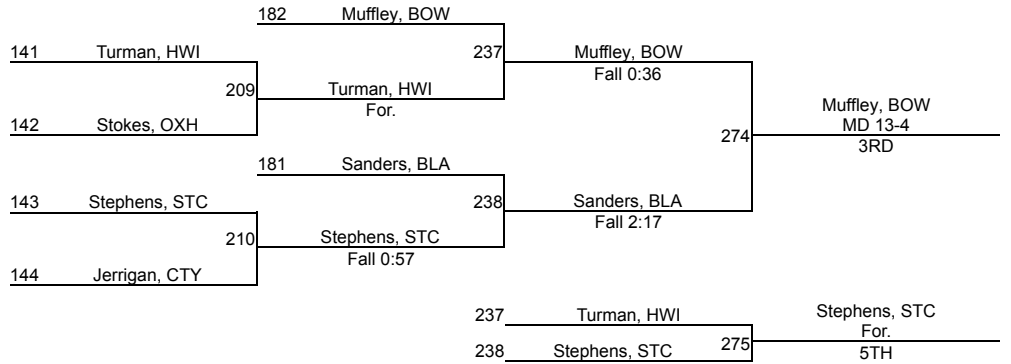 182 Muffley, BOW
141 Turman, HWI
237 Muffley, BOW
Fall 0:36
209 Turman, HWI
For.
142 Stokes, OXH
Muffley, BOW
274 MD 13-4
3RD
181 Sanders, BLA
143 Stephens, STC
238 Sanders, BLA
Fall 2:17
210 Stephens, STC
Fall 0:57
144 Jerrigan, CTY
237 Turman, HWI
Stephens, STC
275 For.
5TH
238 Stephens, STC